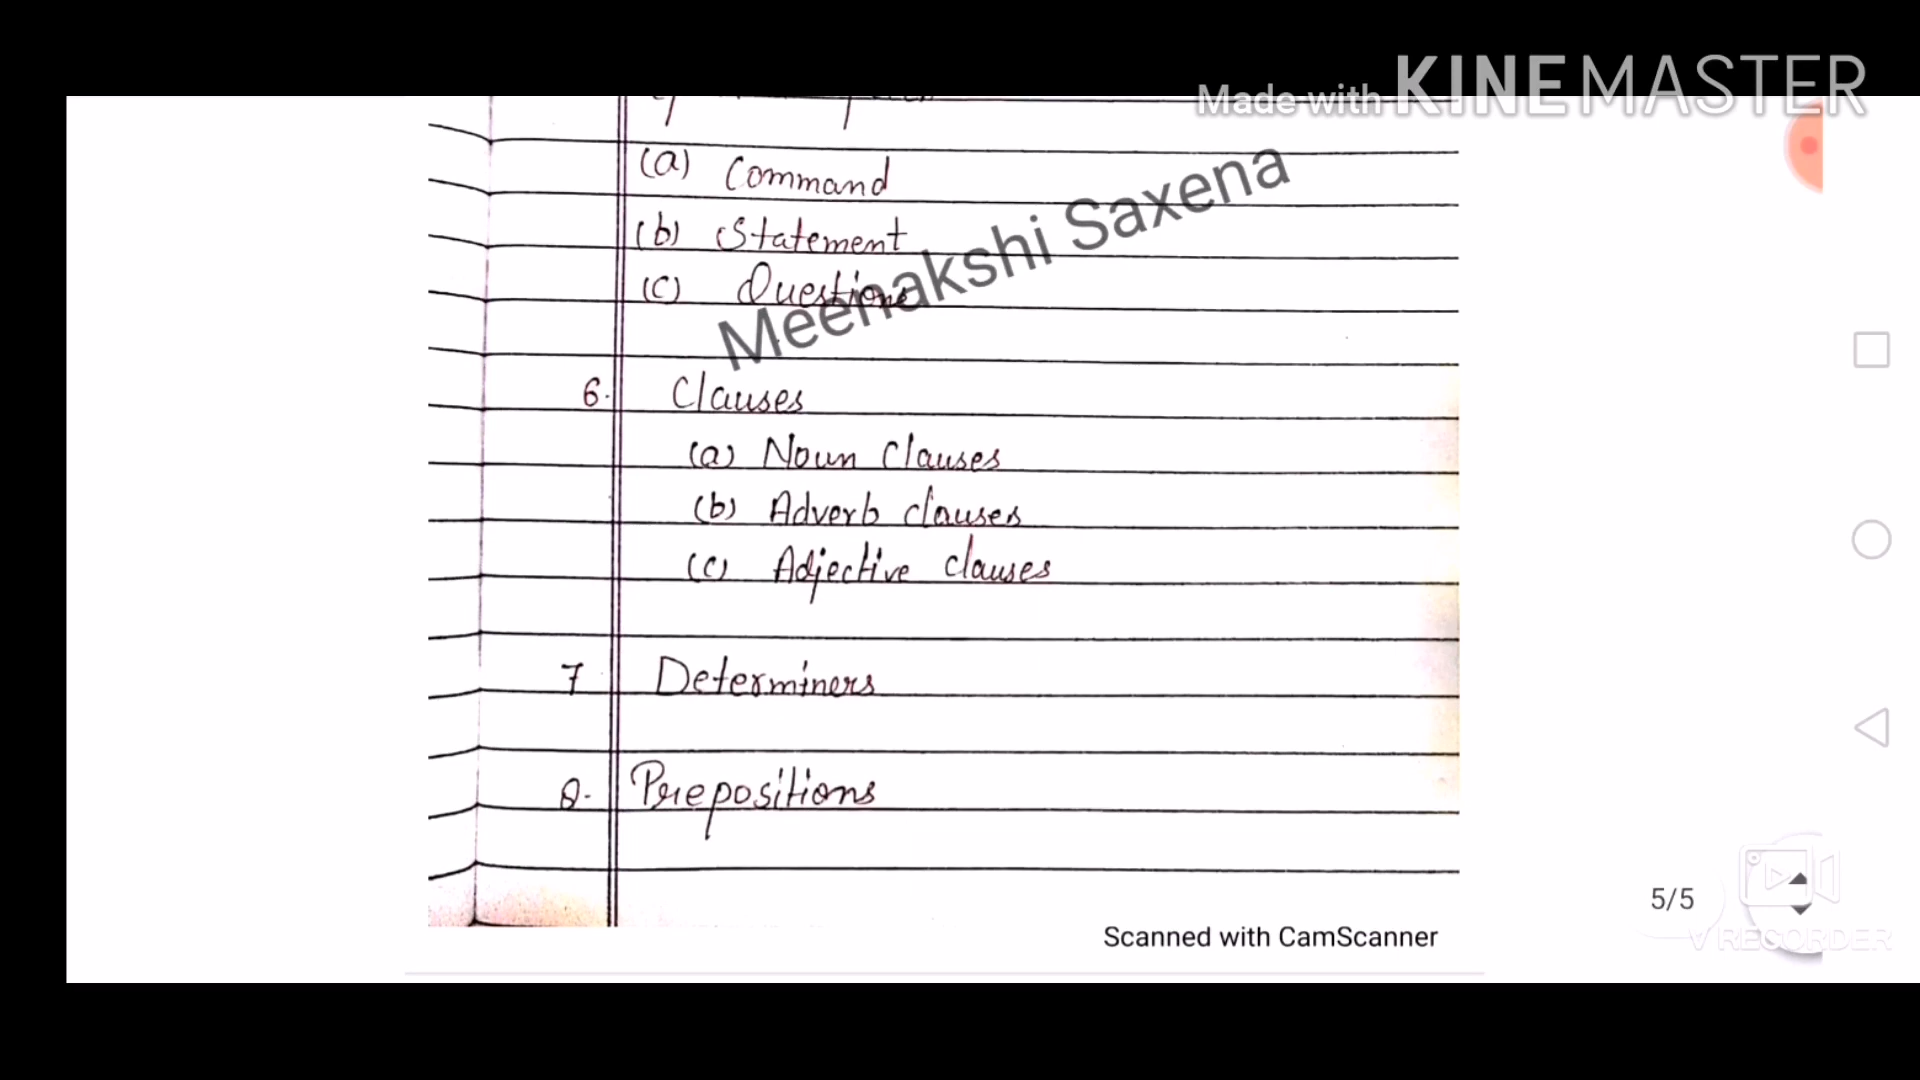 Made with KINEMASTER
(a) Command
(b) Statement
(c) Questions
Meenakshi Saxena
6. Clauses
(a) Noun Clauses
(b) Adverb clauses
(c) Adjective clauses
7 Determiners
8. Prepositions
5/5
V RECORDER
Scanned with CamScanner